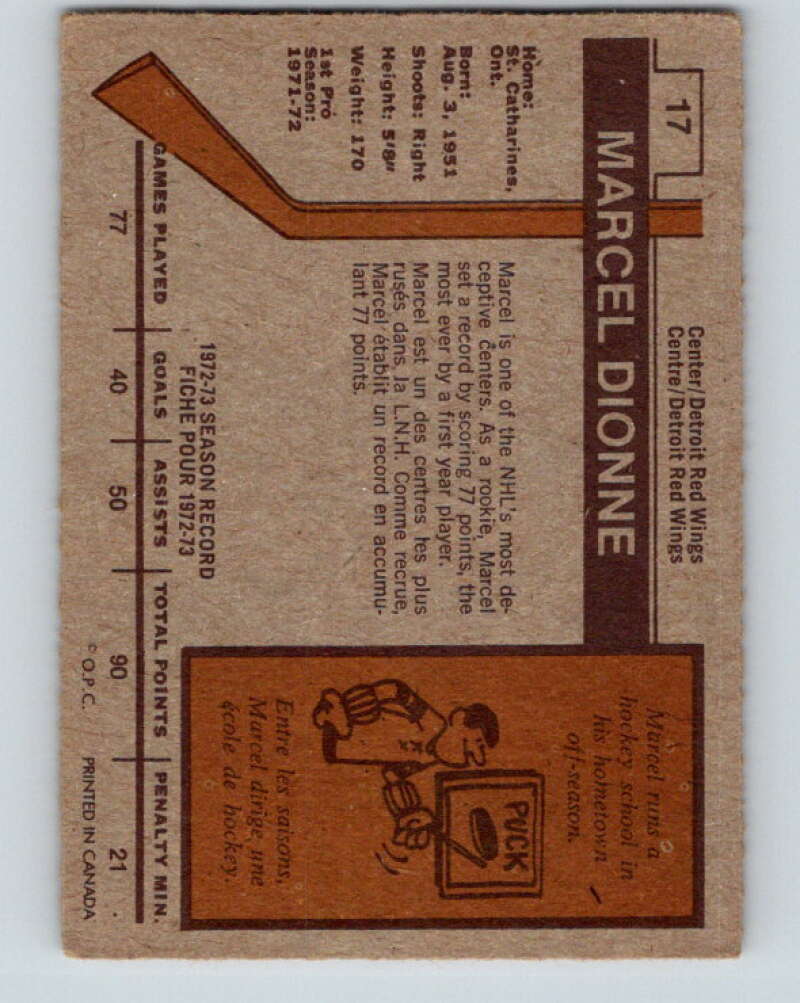 17
Center/Detroit Red Wings
Centre/Detroit Red Wings
MARCEL DIONNE
Home:
St. Catharines,
Ont.
Born:
Aug. 3, 1951
Shoots: Right
Height: 5'8"
Weight: 170
1st Pro
Season:
1971-72
Marcel is one of the NHL's most de-
ceptive centers. As a rookie, Marcel
set a record by scoring 77 points, the
most ever by a first year player.
Marcel est un des centres les plus
rusés dans la L.N.H. Comme recrue,
Marcel établit un record en accumu-
lant 77 points.
Marcel runs a
hockey school in
his hometown
off-season.
PUCK
Entre les saisons,
Marcel dirige une
école de hockey.
1972-73 SEASON RECORD
FICHE POUR 1972-73
GAMES PLAYED GOALS ASSISTS TOTAL POINTS PENALTY MIN.
77 40 50 90 21
© O.P.C. PRINTED IN CANADA